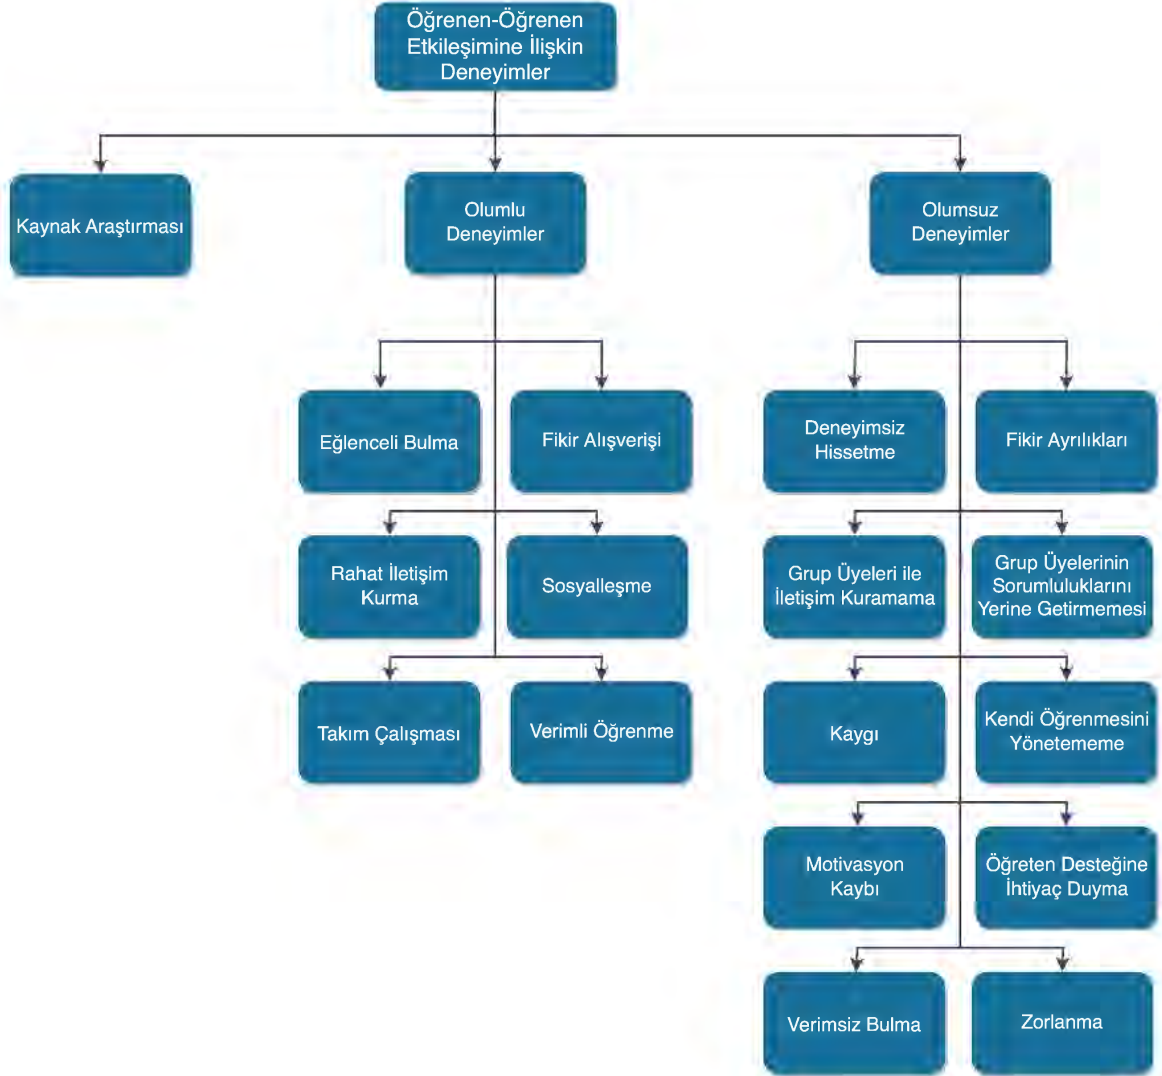 Öğrenen-Öğrenen
Etkileşimine İlişkin
Deneyimler
Kaynak Araştırması
Olumlu
Deneyimler
Olumsuz
Deneyimler
Eğlenceli Bulma
Fikir Alışverişi
Deneyimsiz
Hissetme
Fikir Ayrılıkları
Rahat İletişim
Kurma
Sosyalleşme
Grup Üyeleri ile
İletişim Kuramama
Grup Üyelerinin
Sorumluluklarını
Yerine Getirmemesi
Takım Çalışması
Verimli Öğrenme
Kaygı
Kendi Öğrenmesini
Yönetememe
Motivasyon
Kaybı
Öğreten Desteğine
İhtiyaç Duyma
Verimsiz Bulma
Zorlanma